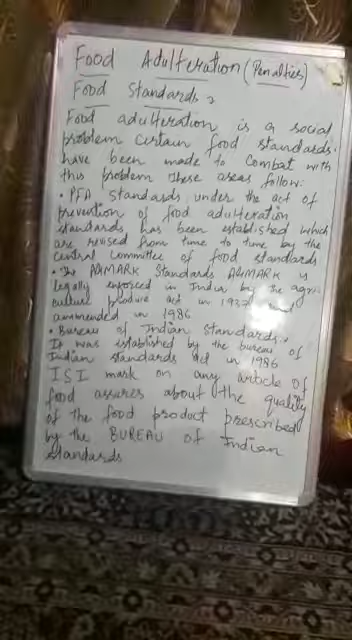 Food Adulteration (Penalties)
Food Standards
Food adulteration is a social
problem certain food standards
have been made to combat with
this problem these areas follow:
• PFA standards under the act of
prevention of food adulteration
standards has been established which
are revised from time to time by the
central committee of food standards
• The AGMARK Standards AGMARK is
legally enforced in India by the agri-
culture produce act in 1937 and
ammended in 1986
• Bureau of Indian Standards.
It was established by the bureau of
Indian standards act in 1986
ISI mark on any article of
food assures about the quality
of the food product prescribed
by the BUREAU of Indian
standards